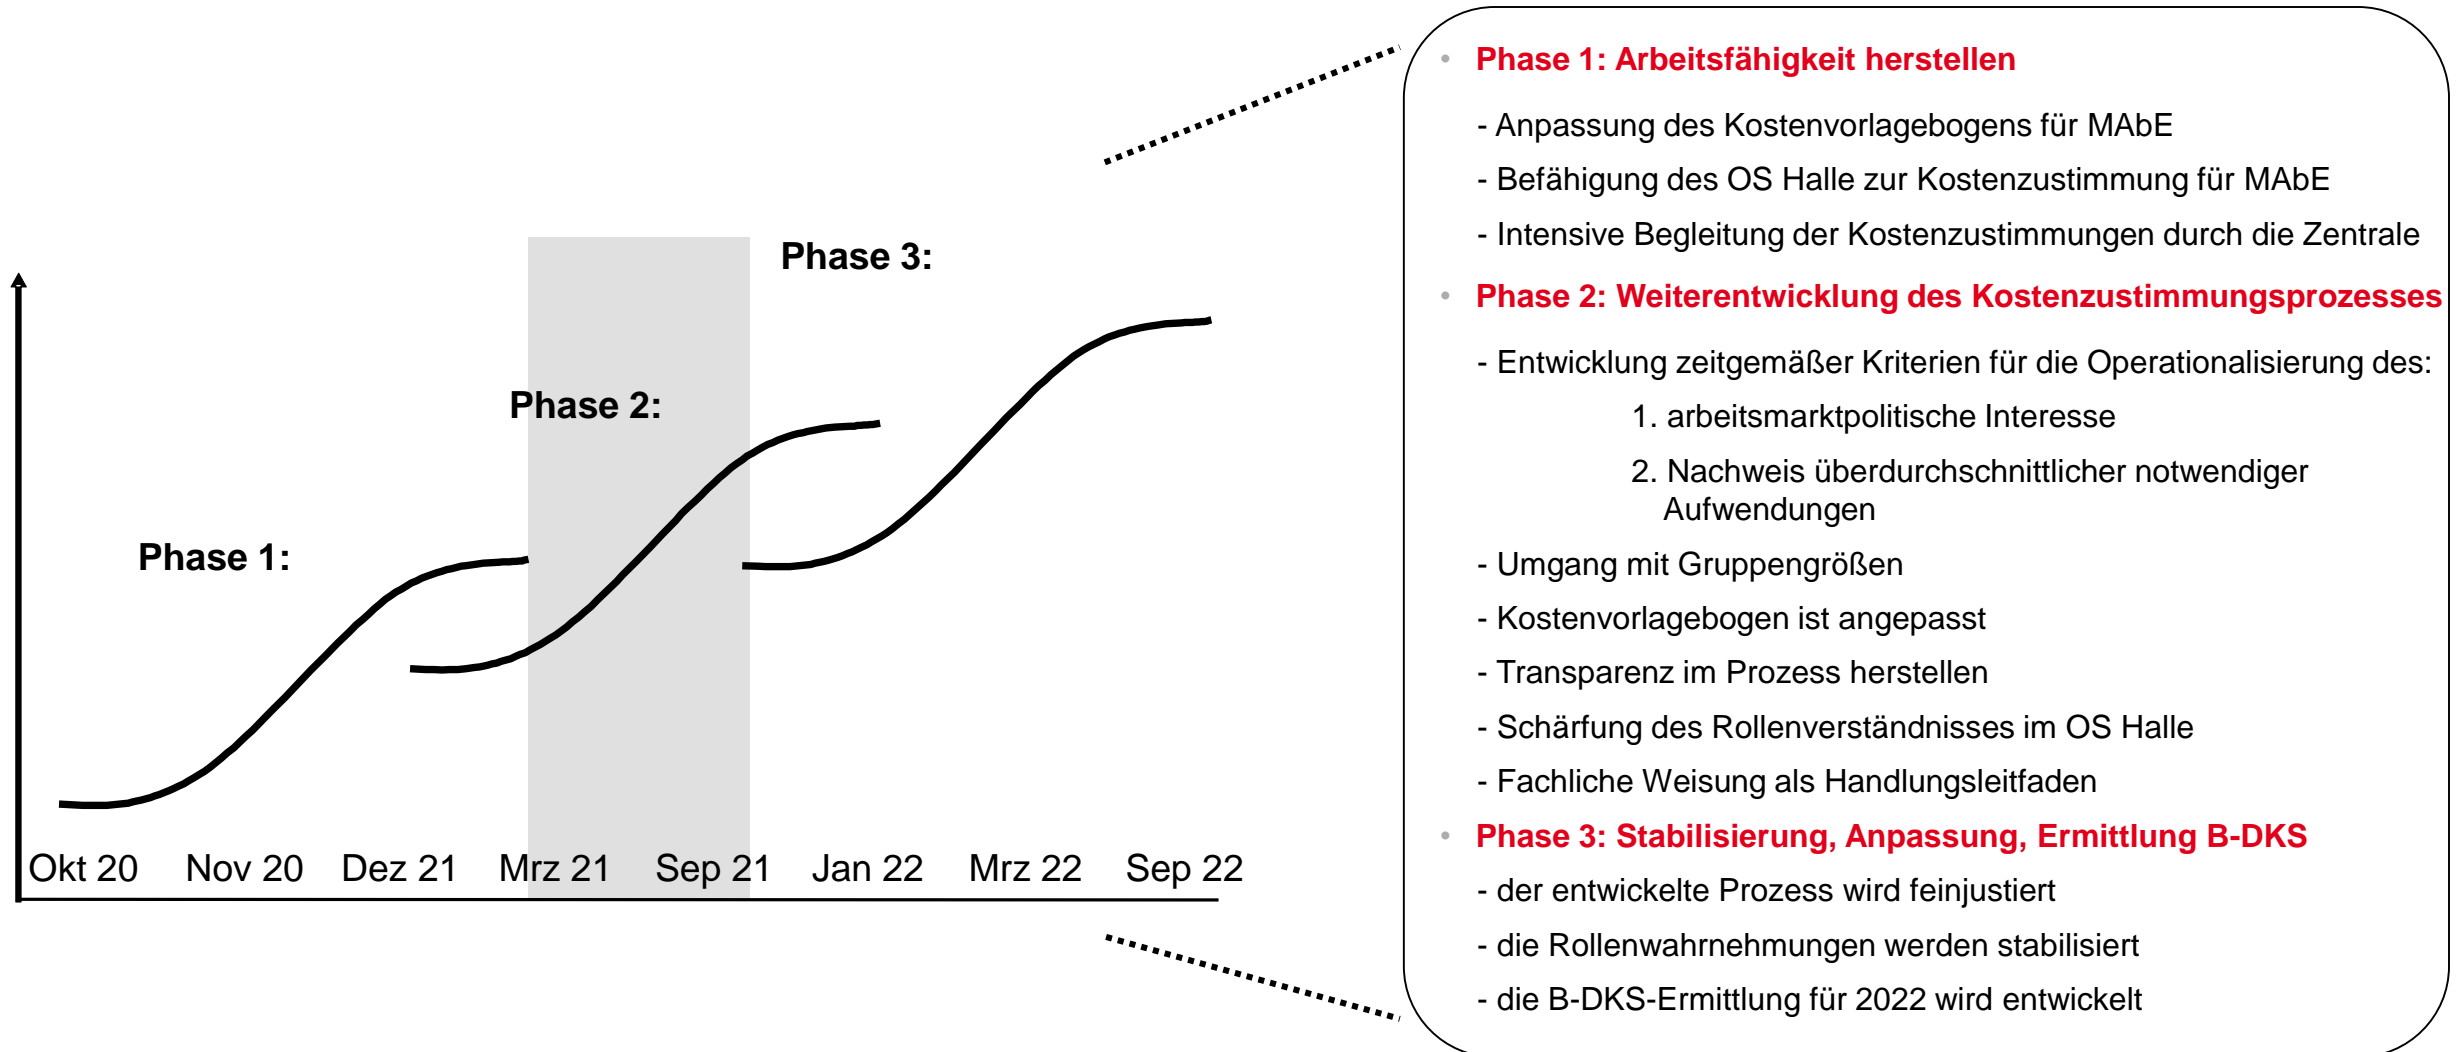 Phase 3:
Phase 2:
Phase 1:
Okt 20 Nov 20 Dez 21 Mrz 21 Sep 21 Jan 22 Mrz 22 Sep 22
• Phase 1: Arbeitsfähigkeit herstellen
- Anpassung des Kostenvorlagebogens für MAbE
- Befähigung des OS Halle zur Kostenzustimmung für MAbE
- Intensive Begleitung der Kostenzustimmungen durch die Zentrale
• Phase 2: Weiterentwicklung des Kostenzustimmungsprozesses
- Entwicklung zeitgemäßer Kriterien für die Operationalisierung des:
1. arbeitsmarktpolitische Interesse
2. Nachweis überdurchschnittlicher notwendiger
Aufwendungen
- Umgang mit Gruppengrößen
- Kostenvorlagebogen ist angepasst
- Transparenz im Prozess herstellen
- Schärfung des Rollenverständnisses im OS Halle
- Fachliche Weisung als Handlungsleitfaden
• Phase 3: Stabilisierung, Anpassung, Ermittlung B-DKS
- der entwickelte Prozess wird feinjustiert
- die Rollenwahrnehmungen werden stabilisiert
- die B-DKS-Ermittlung für 2022 wird entwickelt